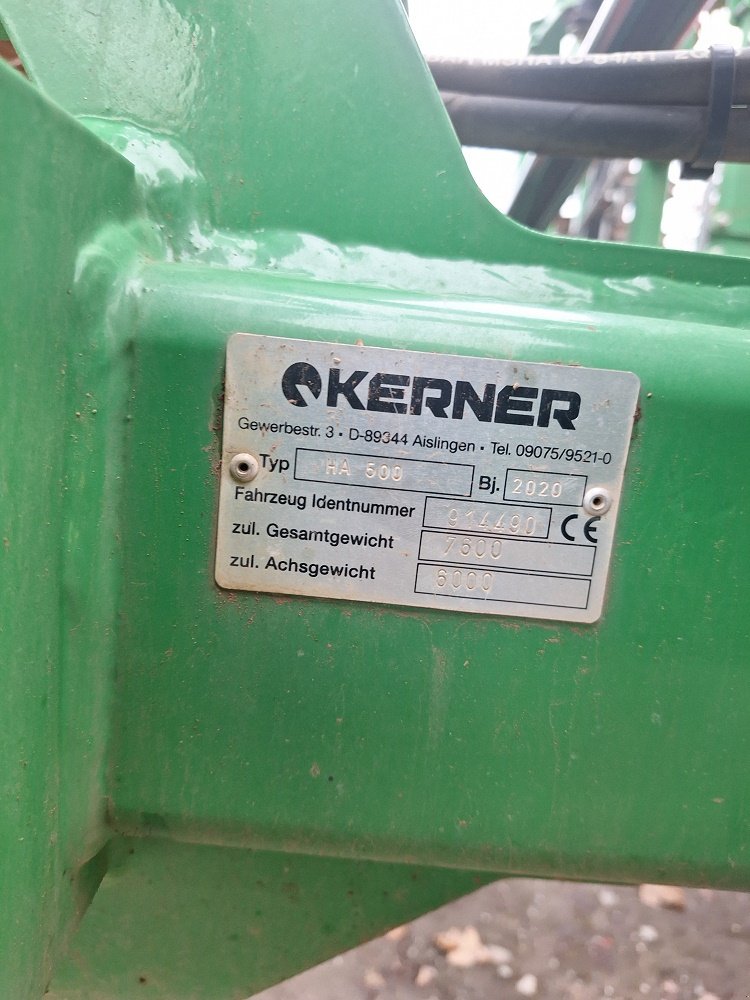 KERNER
Gewerbestr. 3 • D-89344 Aislingen • Tel. 09075/9521-0
Typ HA 500 Bj. 2020
Fahrzeug Identnummer 914490 CE
zul. Gesamtgewicht 7600
zul. Achsgewicht 6000